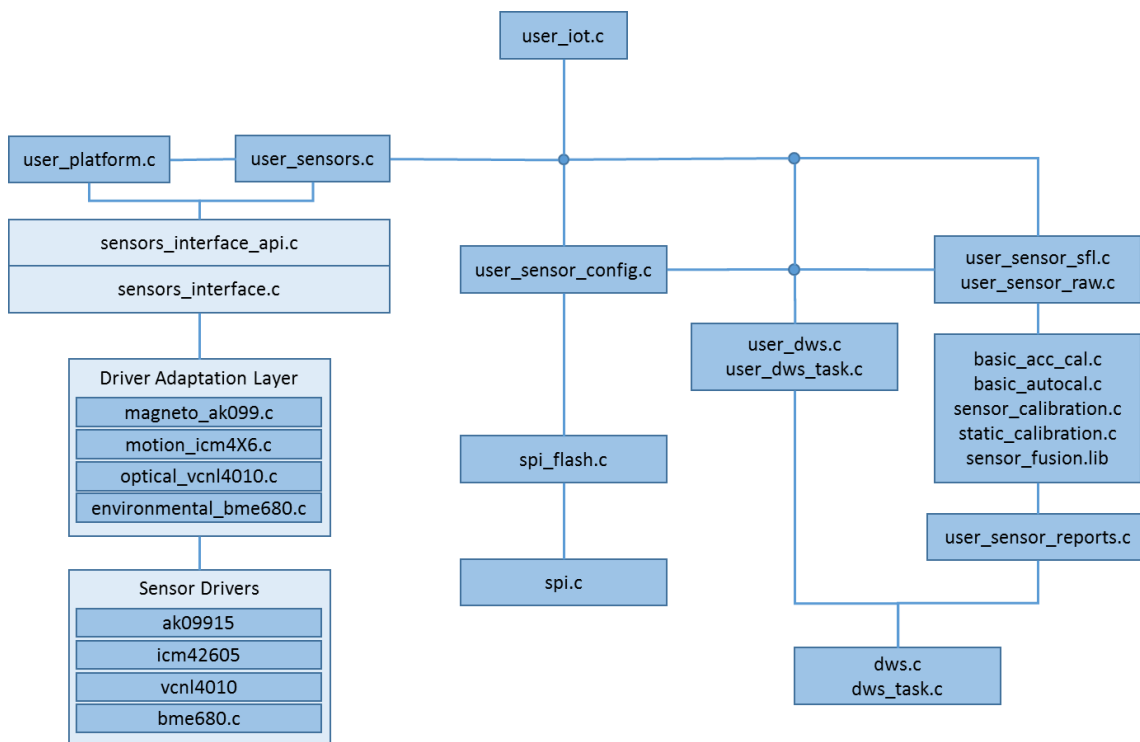 user_iot.c
user_platform.c
user_sensors.c
sensors_interface_api.c
sensors_interface.c
user_sensor_config.c
user_sensor_sfl.c
user_sensor_raw.c
user_dws.c
user_dws_task.c
Driver Adaptation Layer
magneto_ak099.c
motion_icm4X6.c
optical_vcnl4010.c
environmental_bme680.c
basic_acc_cal.c
basic_autocal.c
sensor_calibration.c
static_calibration.c
sensor_fusion.lib
spi_flash.c
user_sensor_reports.c
spi.c
Sensor Drivers
ak09915
icm42605
vcnl4010
bme680.c
dws.c
dws_task.c